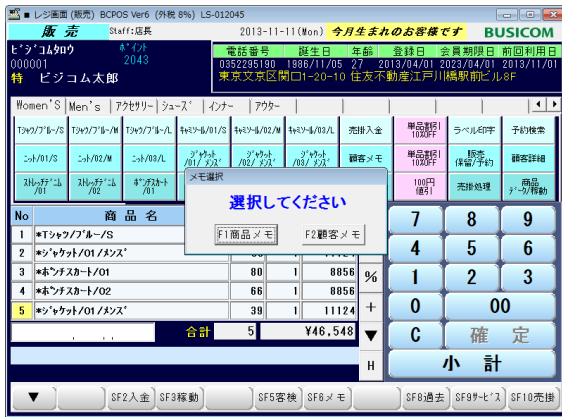 レジ画面 (販売) BCPOS Ver6 (外税 8%) LS-012045
販 売 Staff:店長 2013-11-11(Mon) 今月生まれのお客様です BUSICOM
ﾋﾞｼﾞｺﾑﾀﾛｳ ﾎﾟｲﾝﾄ 電話番号 誕生日 年齢 登録日 会員期限日 前回利用日
000001 2043 0352295190 1986/11/05 27 2013/04/01 2023/04/01 2013/11/01
特 ビジコム太郎 東京文京区関口1-20-10 住友不動産江戸川橋駅前ビル8F
Women'S Men's アクセサリー シューズ インナー アウター
Tｼｬﾂ/ﾌﾞﾙｰ/S Tｼｬﾂ/ﾌﾞﾙｰ/M Tｼｬﾂ/ﾌﾞﾙｰ/L ｷｬﾐｿｰﾙ/01/S ｷｬﾐｿｰﾙ/02/M ｷｬﾐｿｰﾙ/03/L 売掛入金 単品割引10%OFF ラベル印字 予約検索
ﾆｯﾄ/01/S ﾆｯﾄ/02/M ﾆｯﾄ/03/L ｼﾞｬｹｯﾄ/01/ ﾒﾝｽﾞ ｼﾞｬｹｯﾄ/02/ ﾒﾝｽﾞ 顧客メモ 単品割引10%OFF 販売保留/予約 顧客詳細
ｽﾄﾚｯﾁﾃﾞﾆﾑ/01 ｽﾄﾚｯﾁﾃﾞﾆﾑ/02 ﾎﾟﾝﾁｽｶｰﾄ/01 100円値引 売掛処理 商品ﾃﾞｰﾀ/移動
メモ選択
選択してください
F1商品メモ F2顧客メモ
No 商 品 名
1 *Tシャツ/ブルー/S
2 *ジャケット/01/メンズ
3 *ポンチスカート/01 80 1 8856
4 *ポンチスカート/02 66 1 8856
5 *ジャケット/01/メンズ 39 1 11124
合計 5 ¥46,548
% + ▼ H
7 8 9
4 5 6
1 2 3
0 00
C 確 定
小 計
▼ SF2入金 SF3稼動 SF5客検 SF6メモ SF8過去 SF9ｻｰﾋﾞｽ SF10売掛